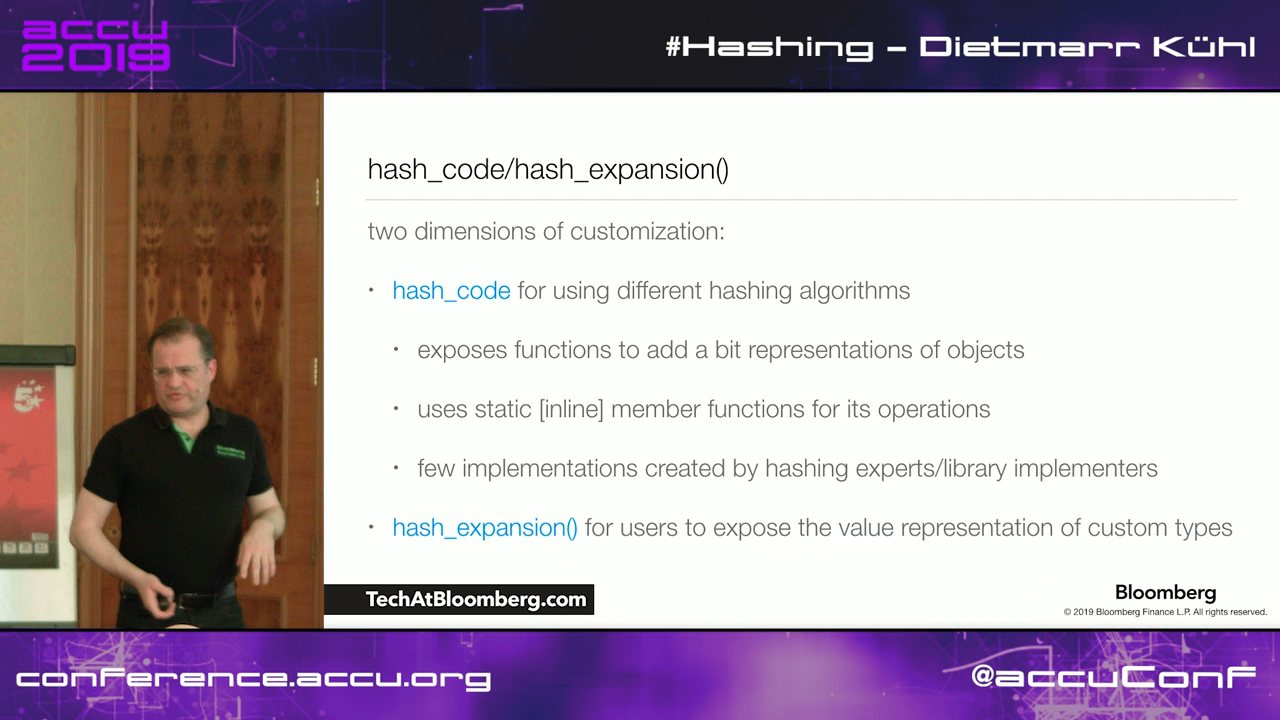 accu
2019
#Hashing – Dietmarr Kühl
hash_code/hash_expansion()
two dimensions of customization:
• hash_code for using different hashing algorithms
• exposes functions to add a bit representations of objects
• uses static [inline] member functions for its operations
• few implementations created by hashing experts/library implementers
• hash_expansion() for users to expose the value representation of custom types
5
Bloomberg
TechAtBloomberg.com
Bloomberg
© 2019 Bloomberg Finance L.P. All rights reserved.
conference.accu.org
@accuConf